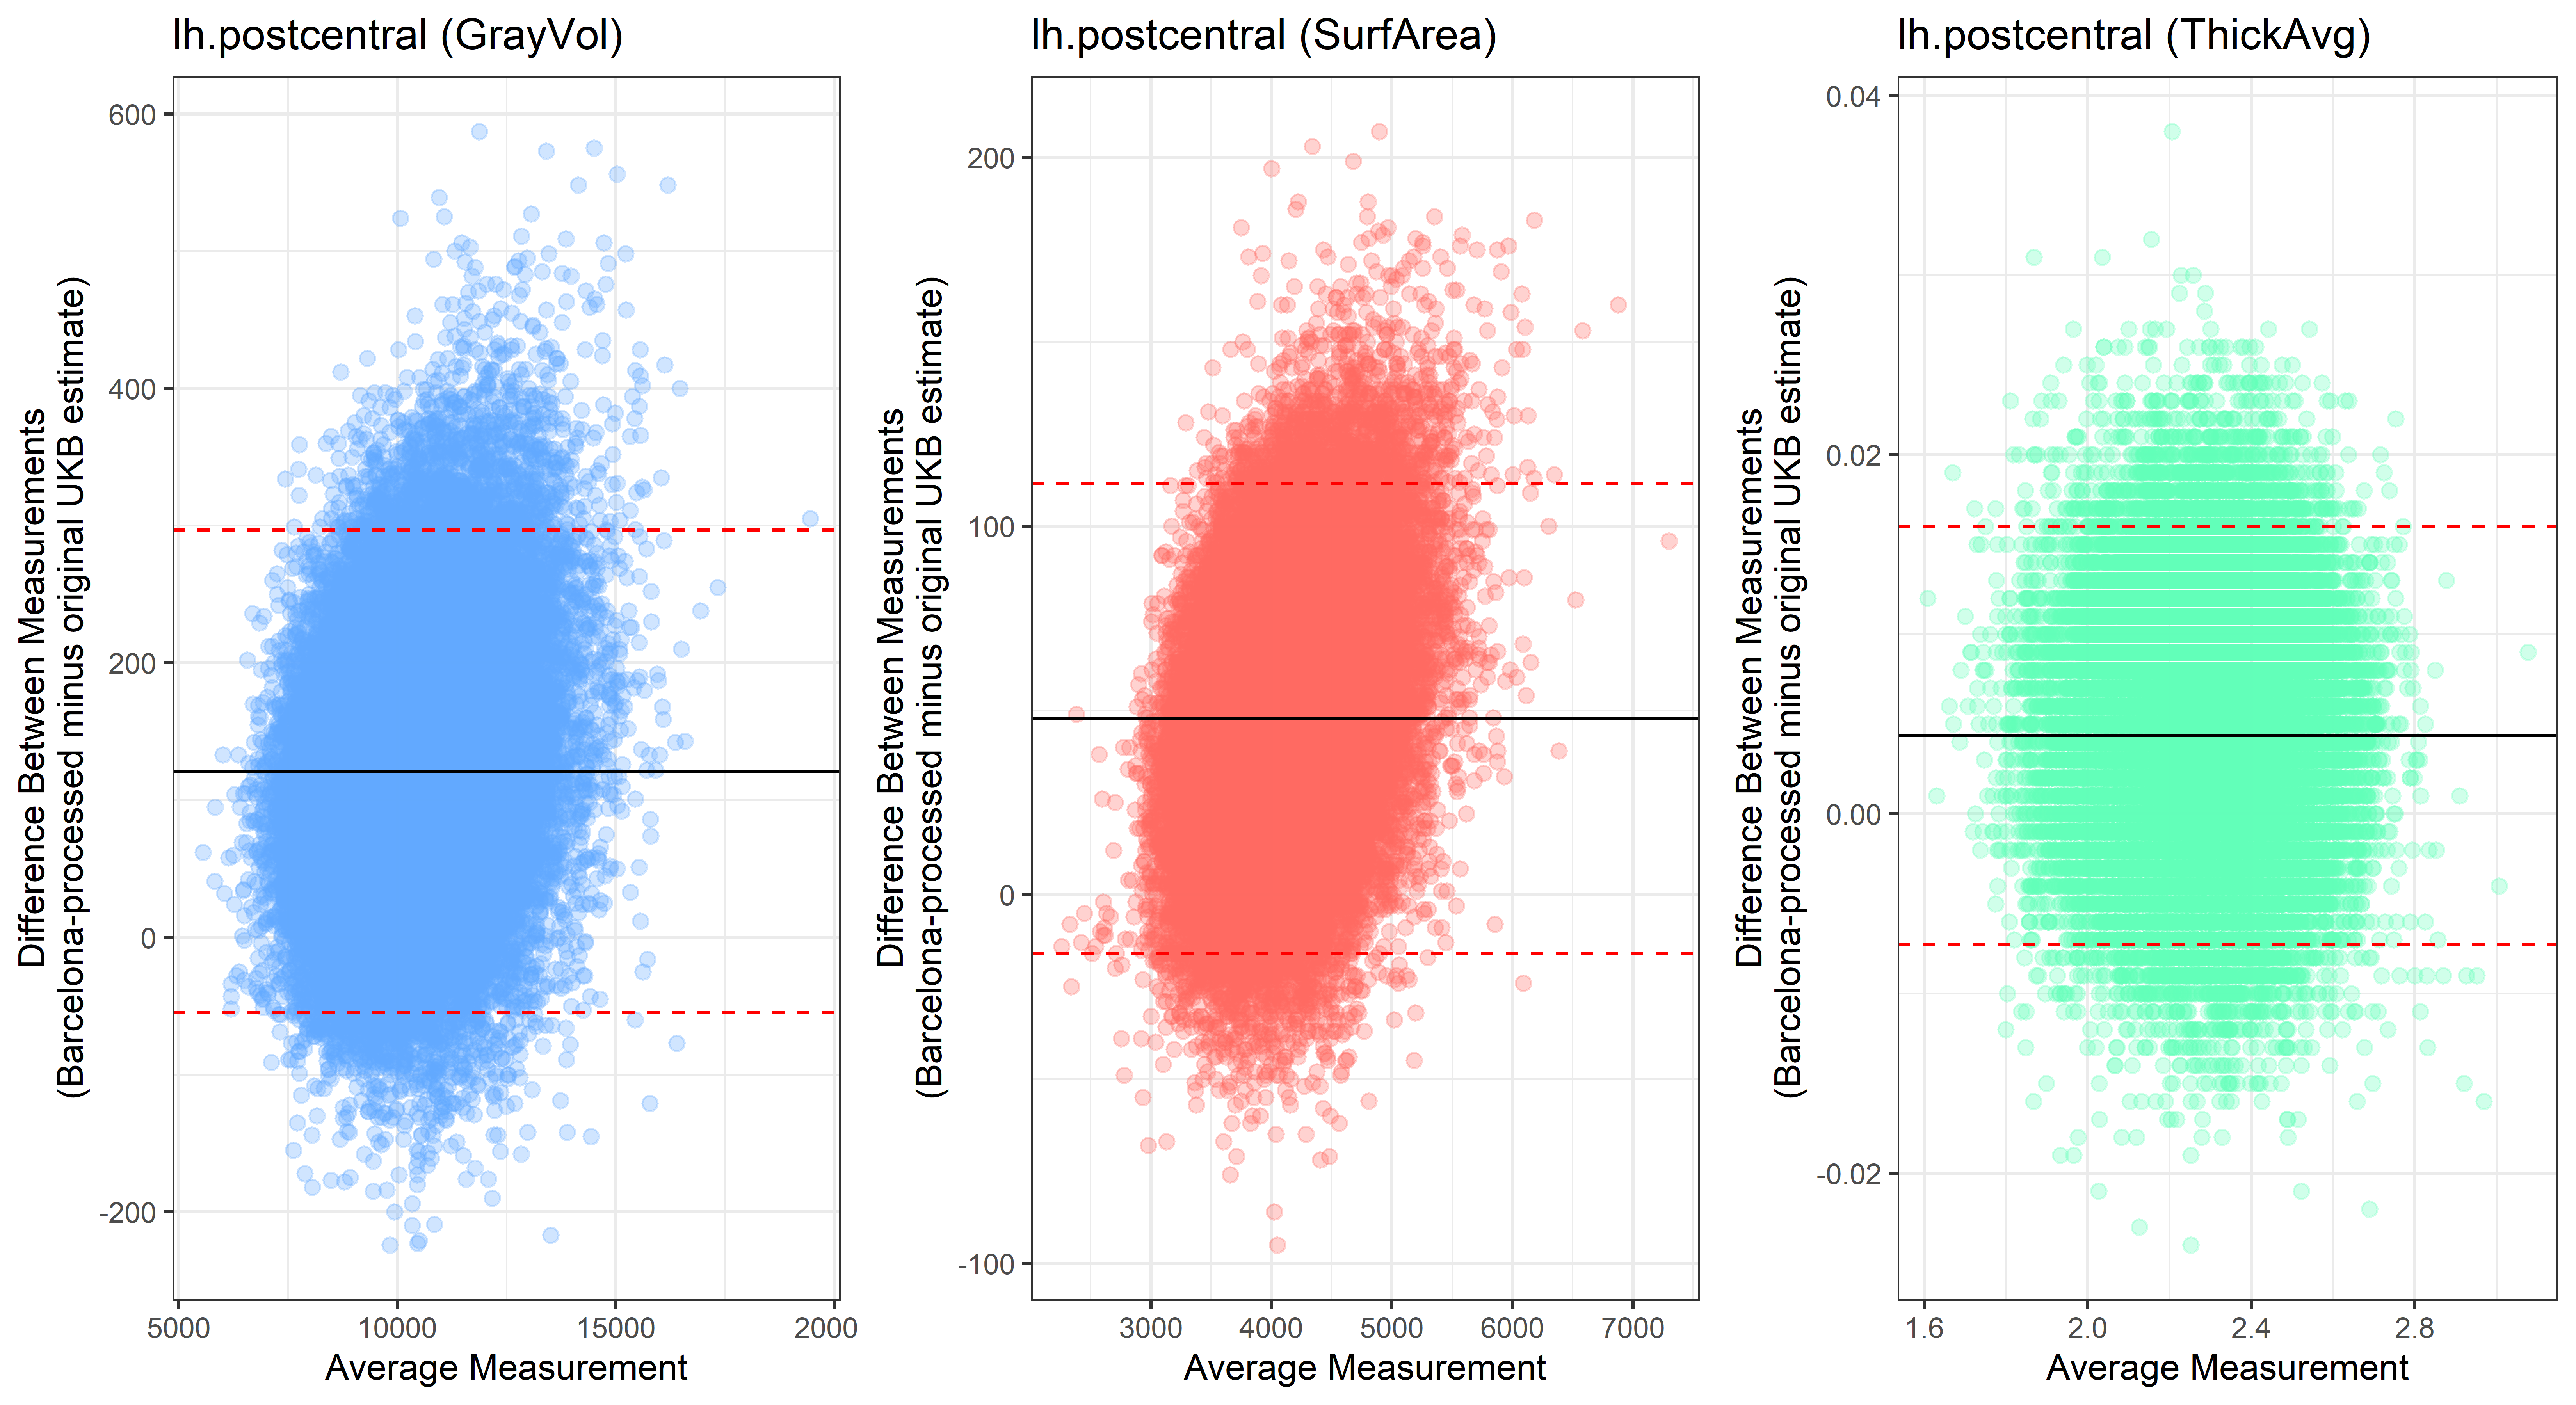 lh.postcentral (GrayVol)
600
400
200
0
-200
5000
10000
15000
2000
Average Measurement
Difference Between Measurements
(Barcelona-processed minus original UKB estimate)
lh.postcentral (SurfArea)
200
100
0
-100
3000
4000
5000
6000
7000
Average Measurement
Difference Between Measurements
(Barcelona-processed minus original UKB estimate)
lh.postcentral (ThickAvg)
0.04
0.02
0.00
-0.02
1.6
2.0
2.4
2.8
Average Measurement
Difference Between Measurements
(Barcelona-processed minus original UKB estimate)